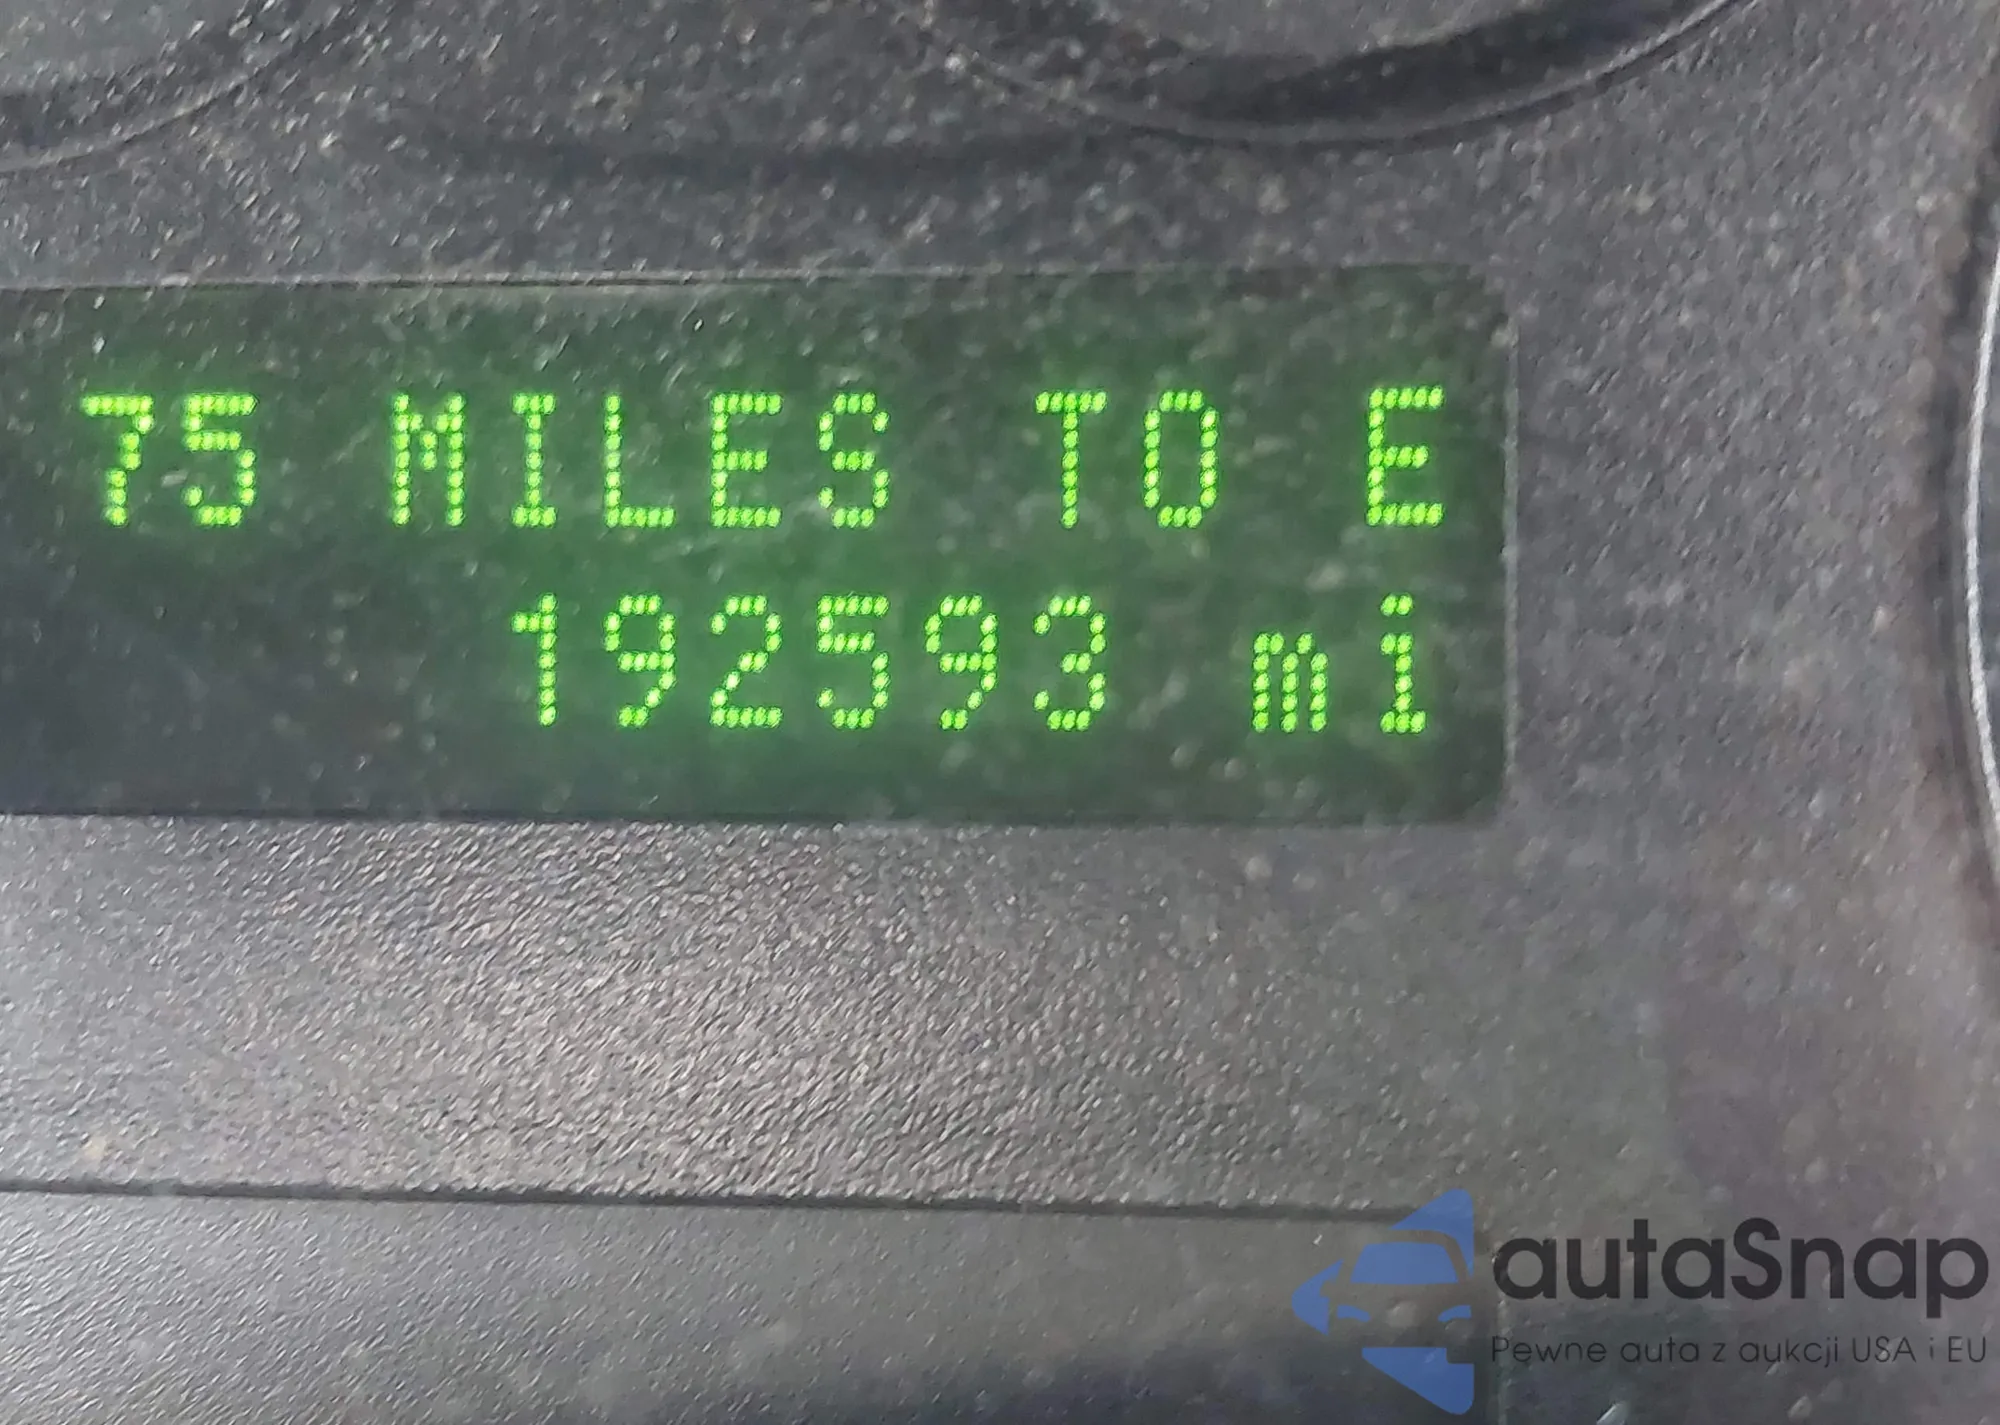 75 MILES TO E
192593 mi
autaSnap
Pewne auta z aukcji USA i EU